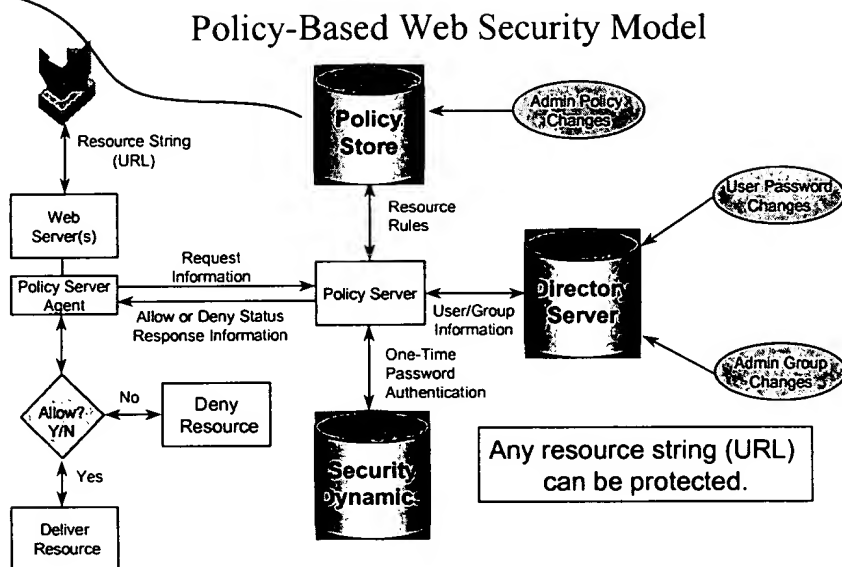 Policy-Based Web Security Model
Resource String
(URL)
Web
Server(s)
Policy Server
Agent
Request
Information
Allow or Deny Status
Response Information
Allow?
Y/N
No
Deny
Resource
Yes
Deliver
Resource
Policy
Store
Admin Policy
Changes
Resource
Rules
Policy Server
User/Group
Information
Directory
Server
User Password
Changes
Admin Group
Changes
One-Time
Password
Authentication
Security
Dynamic
Any resource string (URL)
can be protected.